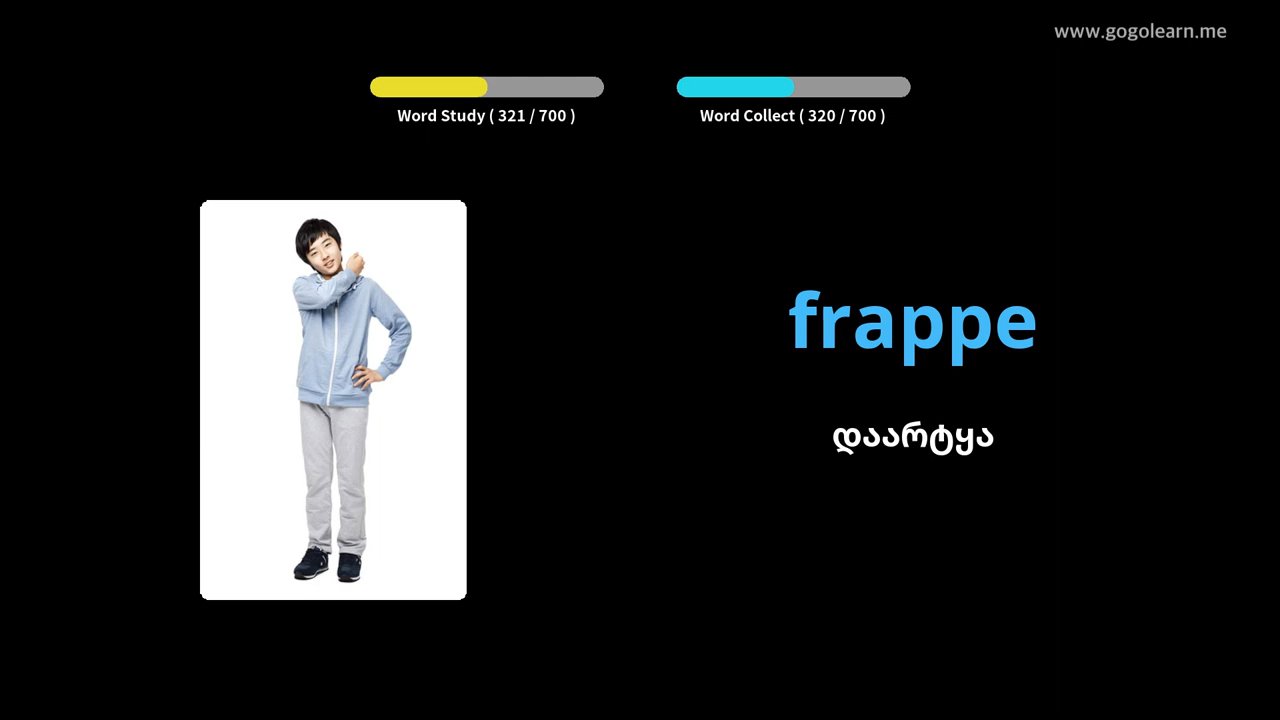 www.gogolearn.me
Word Study ( 321 / 700 )
Word Collect ( 320 / 700 )
frappe
დაარტყა